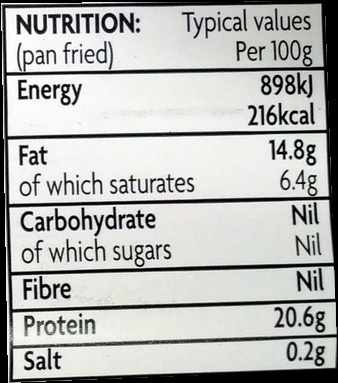 NUTRITION: Typical values
(pan fried) Per 100g
Energy 898kJ
216kcal
Fat 14.8g
of which saturates 6.4g
Carbohydrate Nil
of which sugars Nil
Fibre Nil
Protein 20.6g
Salt 0.2g